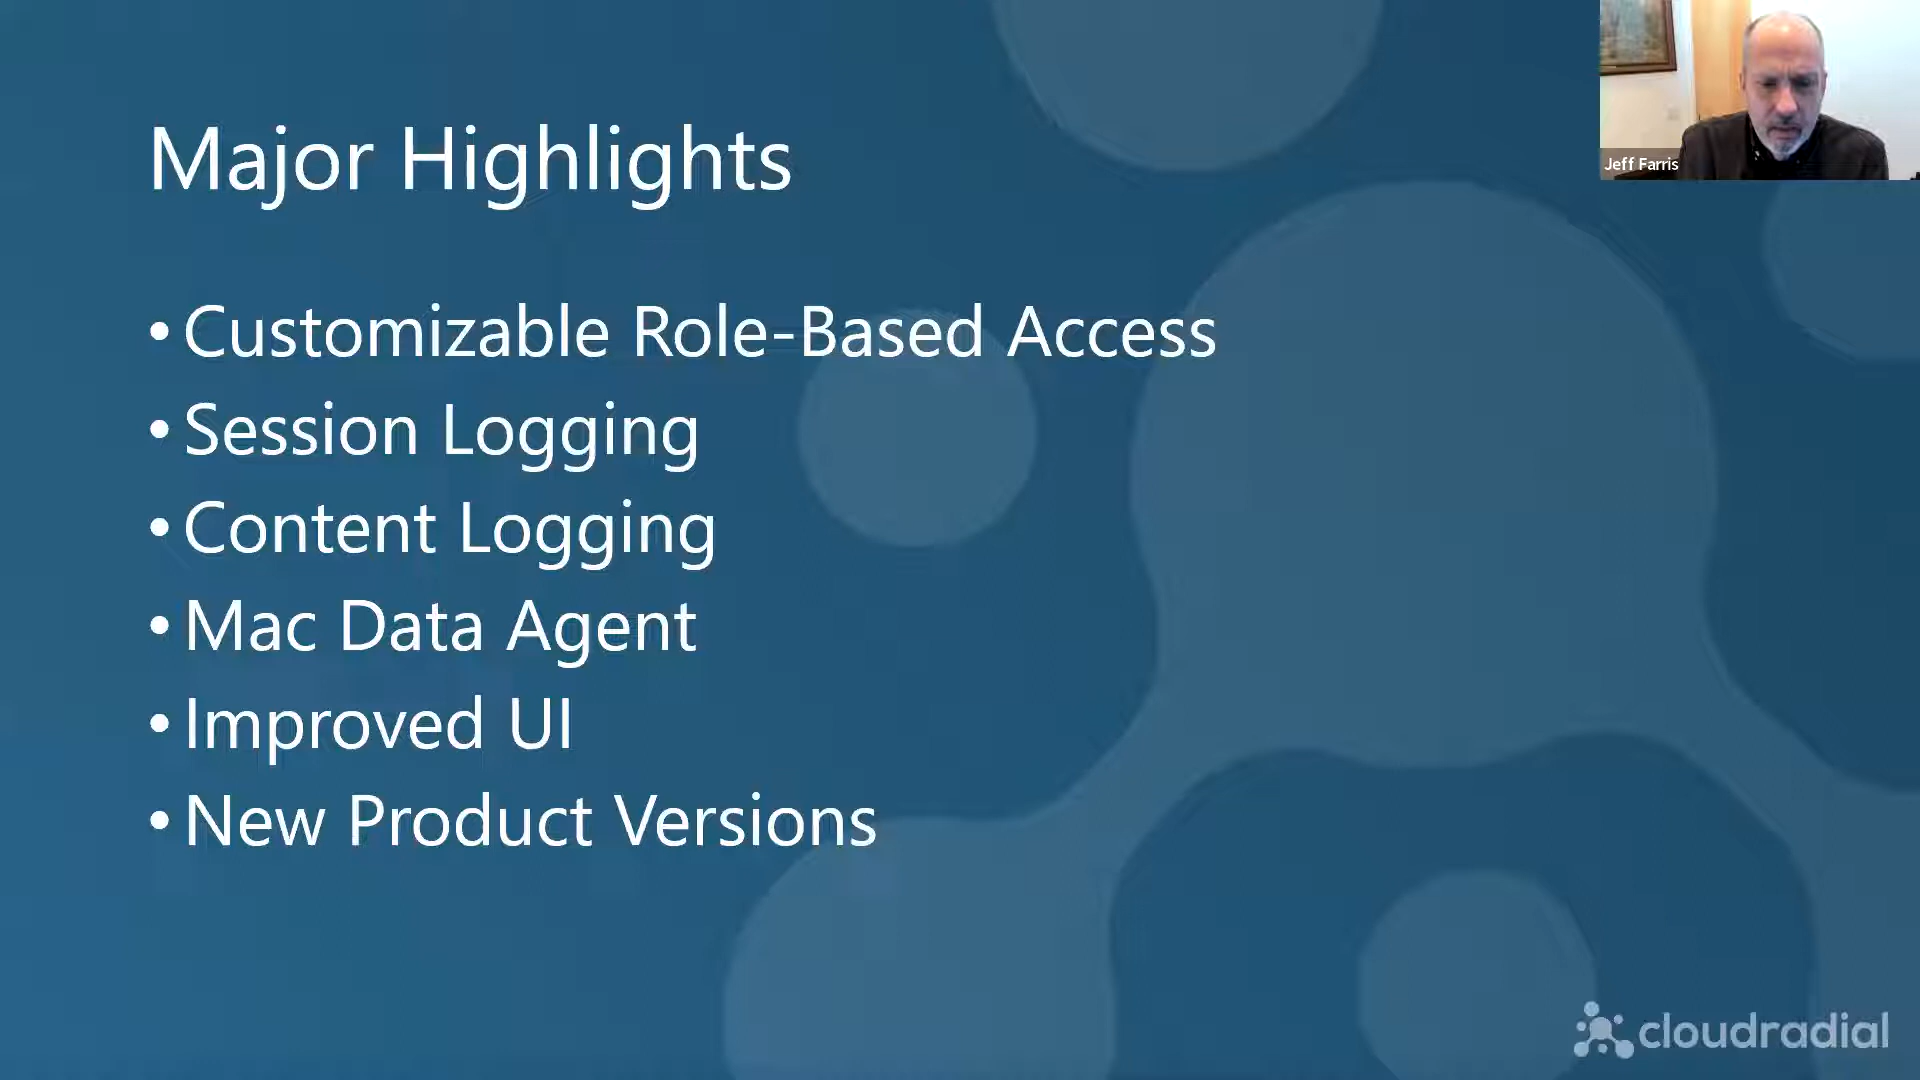 Major Highlights
• Customizable Role-Based Access
• Session Logging
• Content Logging
• Mac Data Agent
• Improved UI
• New Product Versions
Jeff Farris
cloudradial